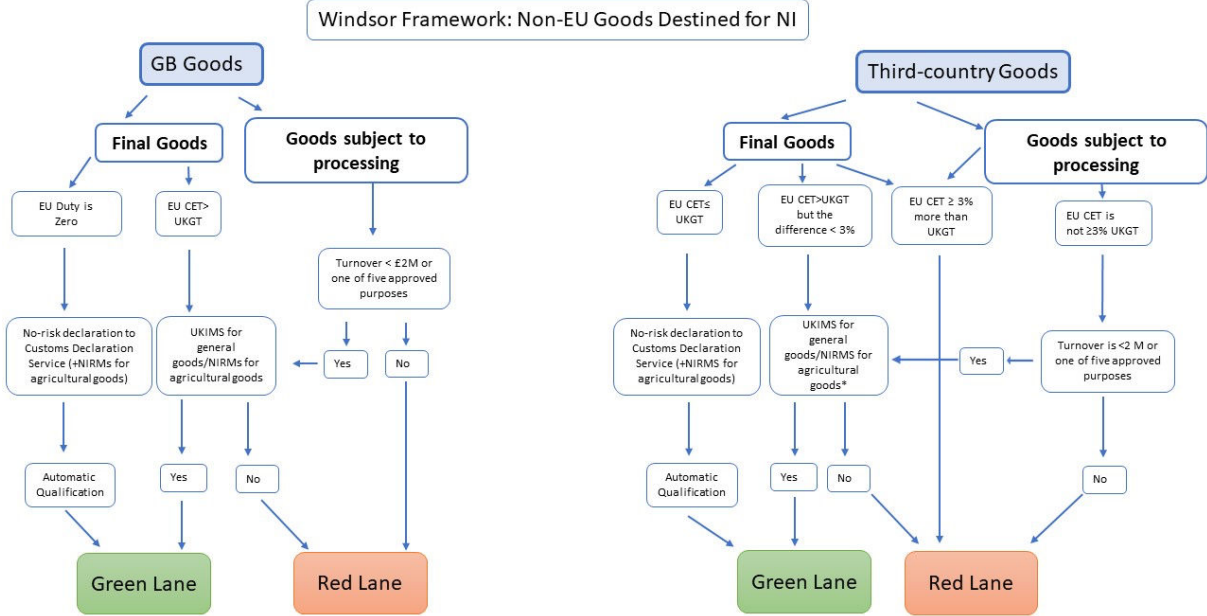 Windsor Framework: Non-EU Goods Destined for NI
GB Goods
Final Goods
Goods subject to
processing
EU Duty is
Zero
EU CET>
UKGT
Turnover < £2M or
one of five approved
purposes
No-risk declaration to
Customs Declaration
Service (+NIRMs for
agricultural goods)
UKIMS for
general
goods/NIRMs for
agricultural goods
Yes
No
Automatic
Qualification
Yes
No
Green Lane
Red Lane
Third-country Goods
Final Goods
Goods subject to
processing
EU CET≤
UKGT
EU CET>UKGT
but the
difference < 3%
EU CET ≥ 3%
more than
UKGT
EU CET is
not ≥3% UKGT
No-risk declaration to
Customs Declaration
Service (+NIRMS for
agricultural goods)
UKIMS for
general
goods/NIRMS for
agricultural
goods*
Yes
Turnover is <2 M or
one of five approved
purposes
Automatic
Qualification
Yes
No
No
Green Lane
Red Lane